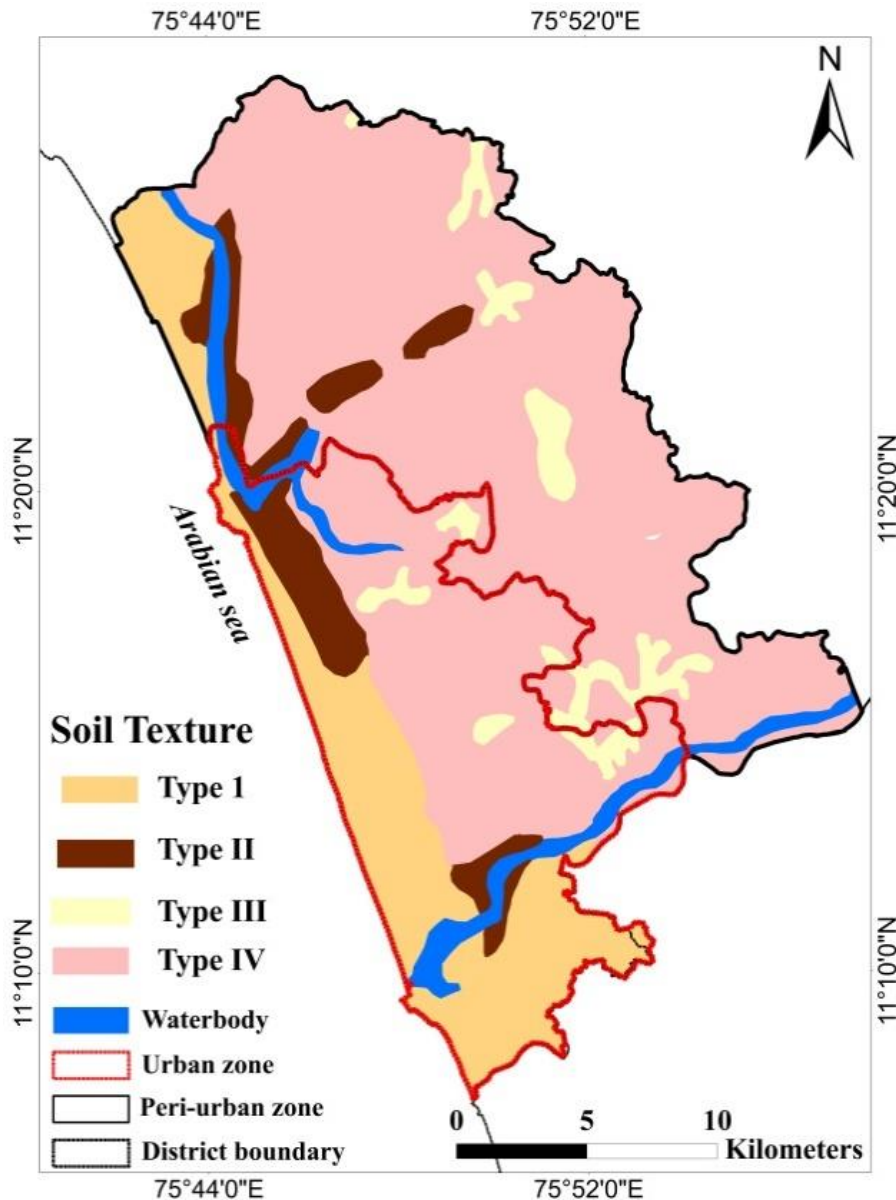 75°44'0"E 75°52'0"E
N
11°20'0"N 11°20'0"N
Arabian sea
Soil Texture
Type 1
Type II
Type III
Type IV
Waterbody
Urban zone
Peri-urban zone
District boundary
11°10'0"N 11°10'0"N
0 5 10
Kilometers
75°44'0"E 75°52'0"E